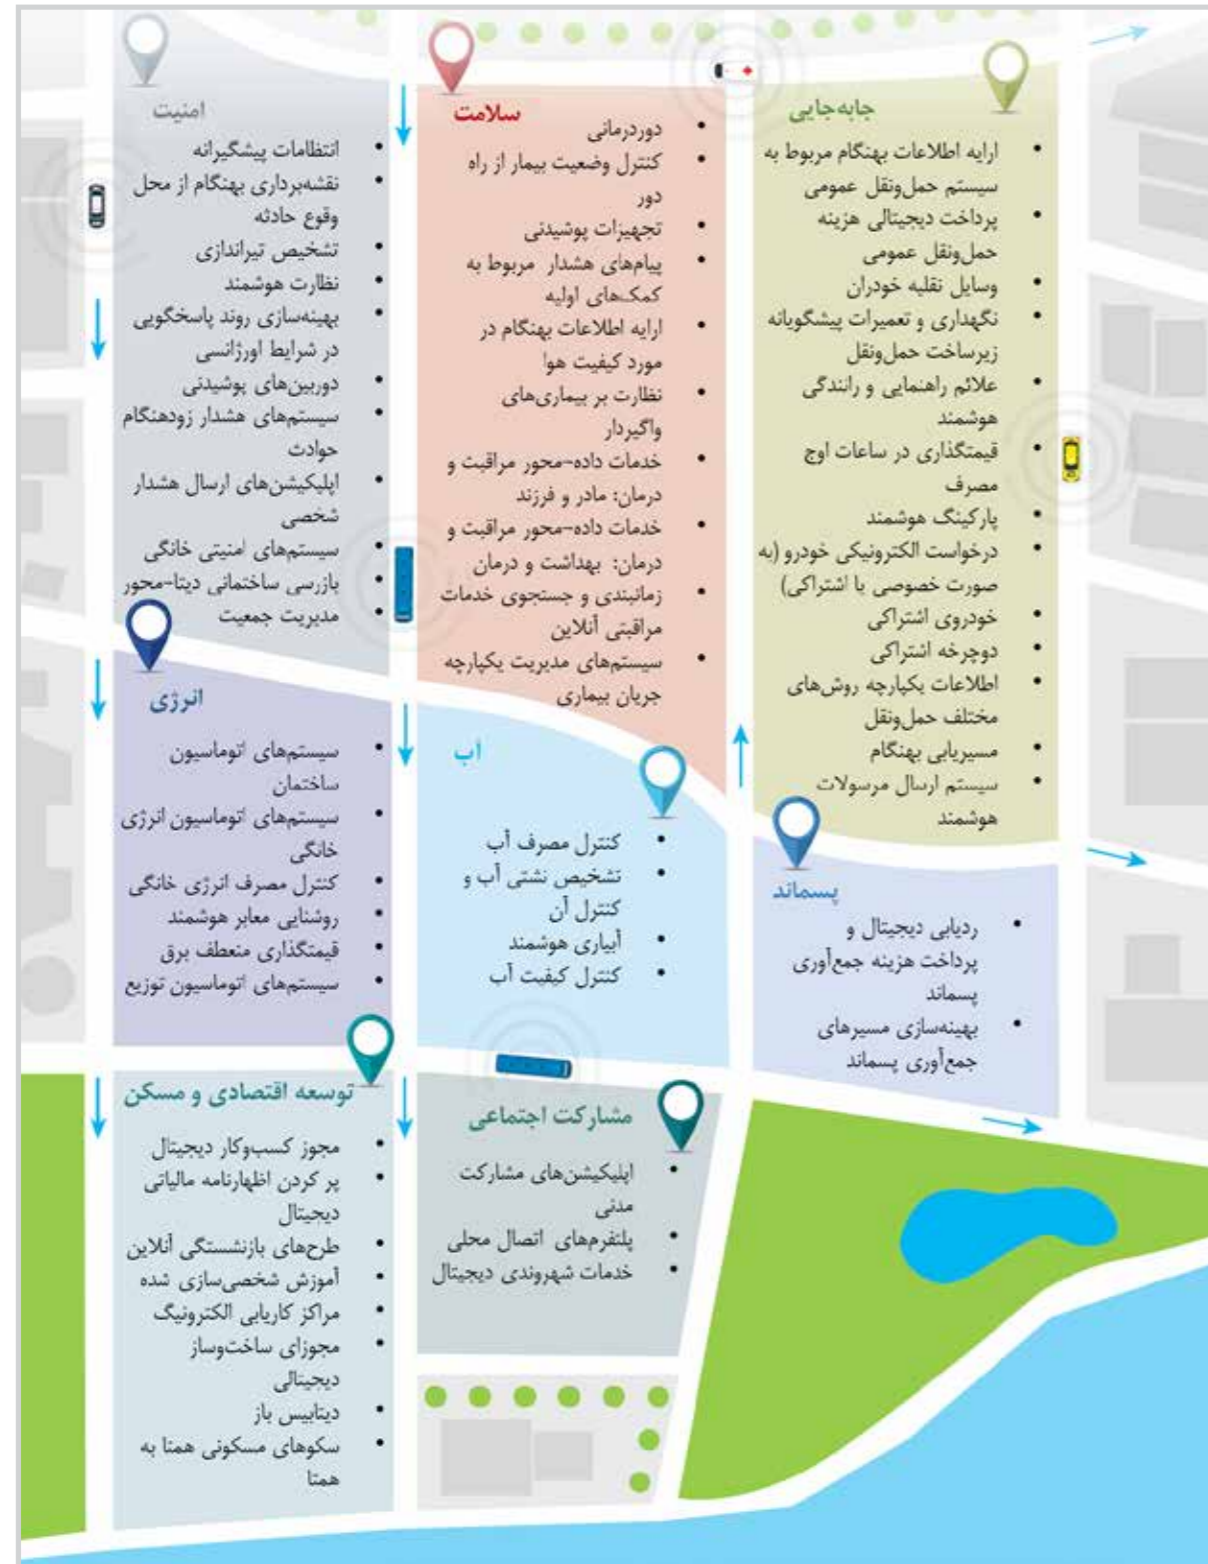 جابه‌جایی
• ارایه اطلاعات بهنگام مربوط به
سیستم حمل‌ونقل عمومی
• پرداخت دیجیتالی هزینه
حمل‌ونقل عمومی
• وسایل نقلیه خودران
• نگهداری و تعمیرات پیشگویانه
زیرساخت حمل‌ونقل
• علائم راهنمایی و رانندگی
هوشمند
• قیمتگذاری در ساعات اوج
مصرف
• پارکینگ هوشمند
• درخواست الکترونیکی خودرو (به
صورت خصوصی با اشتراکی)
• خودروی اشتراکی
• دوچرخه اشتراکی
• اطلاعات یکپارچه روش‌های
مختلف حمل‌ونقل
• مسیریابی بهنگام
• سیستم ارسال مرسولات
هوشمند
سلامت
• دوردرمانی
• کنترل وضعیت بیمار از راه
دور
• تجهیزات پوشیدنی
• پیام‌های هشدار مربوط به
کمک‌های اولیه
• ارایه اطلاعات بهنگام در
مورد کیفیت هوا
• نظارت بر بیماری‌های
واگیردار
• خدمات داده-محور مراقبت و
درمان: مادر و فرزند
• خدمات داده-محور مراقبت و
درمان: بهداشت و درمان
• زمانبندی و جستجوی خدمات
مراقبتی آنلاین
• سیستم‌های مدیریت یکپارچه
جریان بیماری
امنیت
• انتظامات پیشگیرانه
• نقشه‌برداری بهنگام از محل
وقوع حادثه
• تشخیص تیراندازی
• نظارت هوشمند
• بهینه‌سازی روند پاسخگویی
در شرایط اورژانسی
• دوربین‌های پوشیدنی
• سیستم‌های هشدار زودهنگام
حوادث
• اپلیکیشن‌های ارسال هشدار
شخصی
• سیستم‌های امنیتی خانگی
• بازرسی ساختمانی دیتا-محور
• مدیریت جمعیت
پسماند
• ردیابی دیجیتال و
پرداخت هزینه جمع‌آوری
پسماند
• بهینه‌سازی مسیرهای
جمع‌آوری پسماند
آب
• کنترل مصرف آب
• تشخیص نشتی آب و
کنترل آن
• آبیاری هوشمند
• کنترل کیفیت آب
انرژی
• سیستم‌های اتوماسیون
ساختمان
• سیستم‌های اتوماسیون انرژی
خانگی
• کنترل مصرف انرژی خانگی
• روشنایی معابر هوشمند
• قیمتگذاری منعطف برق
• سیستم‌های اتوماسیون توزیع
مشارکت اجتماعی
• اپلیکیشن‌های مشارکت
مدنی
• پلتفرم‌های اتصال محلی
• خدمات شهروندی دیجیتال
توسعه اقتصادی و مسکن
• مجوز کسب‌وکار دیجیتال
• پر کردن اظهارنامه مالیاتی
دیجیتال
• طرح‌های بازنشستگی آنلاین
• آموزش شخصی‌سازی شده
• مراکز کاریابی الکترونیگ
• مجوزای ساخت‌وساز
دیجیتالی
• دیتابیس باز
• سکوهای مسکونی همتا به
همتا